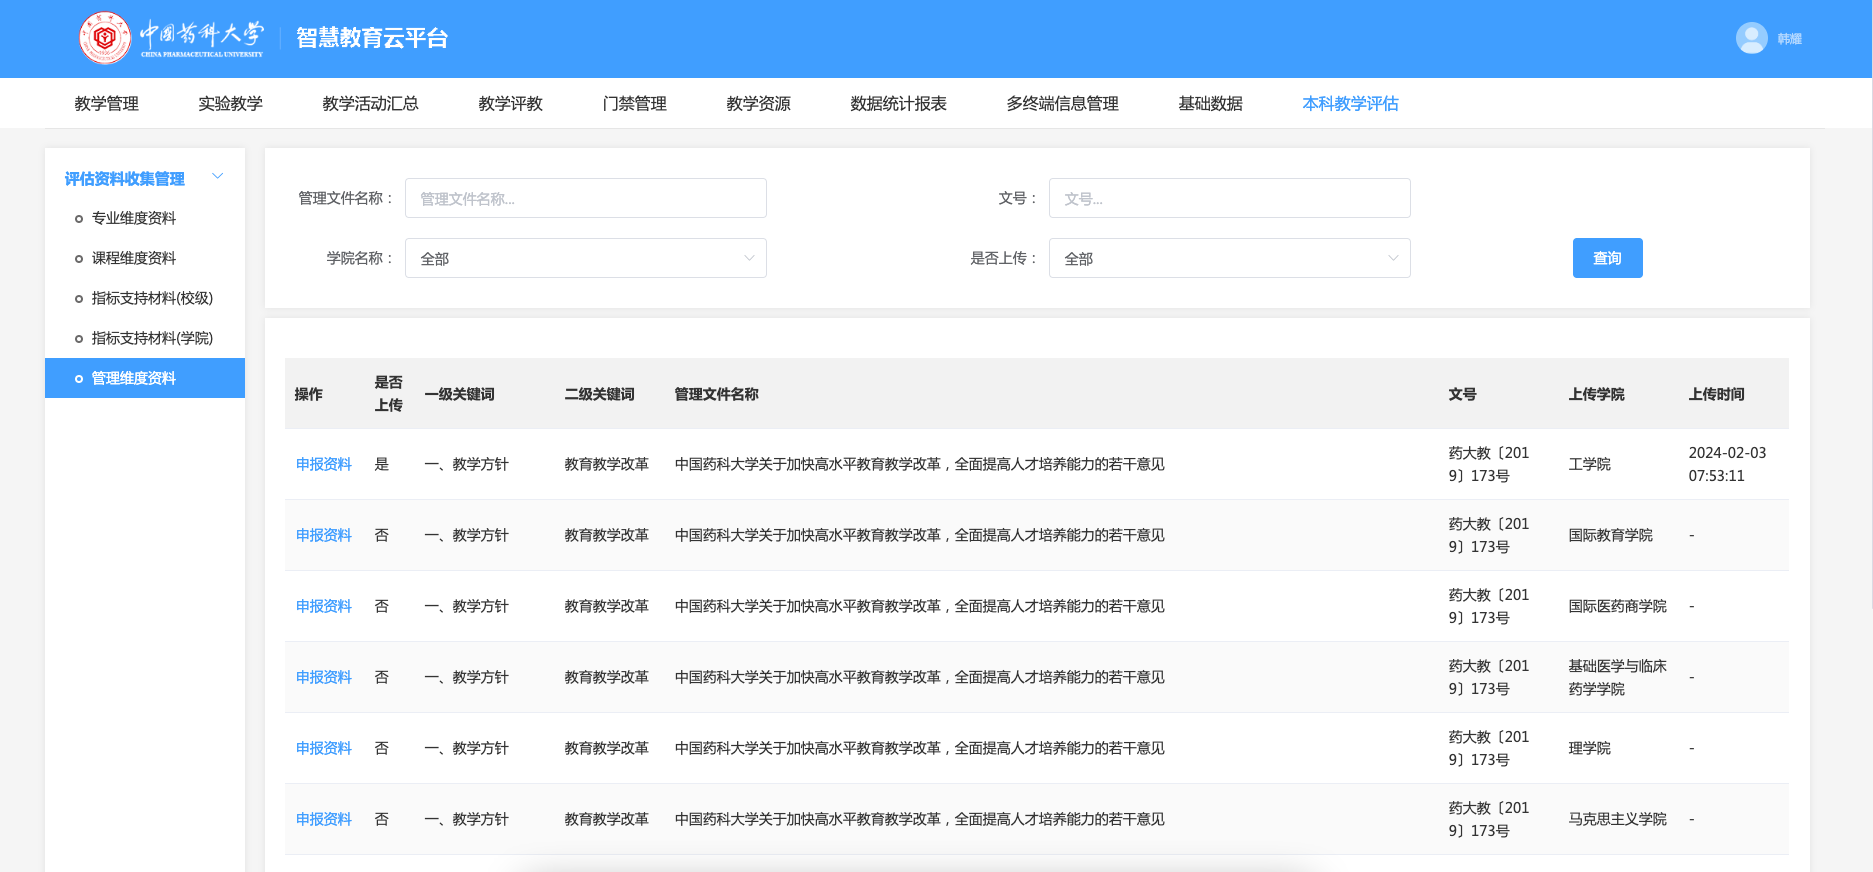 中国药科大学
CHINA PHARMACEUTICAL UNIVERSITY
智慧教育云平台
韩耀
教学管理 实验教学 教学活动汇总 教学评教 门禁管理 教学资源 数据统计报表 多终端信息管理 基础数据 本科教学评估
评估资料收集管理
专业维度资料
课程维度资料
指标支持材料(校级)
指标支持材料(学院)
管理维度资料
管理文件名称： 管理文件名称... 文号： 文号...
学院名称： 全部 是否上传： 全部 查询
操作 是否上传 一级关键词 二级关键词 管理文件名称 文号 上传学院 上传时间
申报资料 是 一、教学方针 教育教学改革 中国药科大学关于加快高水平教育教学改革，全面提高人才培养能力的若干意见 药大教〔2019〕173号 工学院 2024-02-03 07:53:11
申报资料 否 一、教学方针 教育教学改革 中国药科大学关于加快高水平教育教学改革，全面提高人才培养能力的若干意见 药大教〔2019〕173号 国际教育学院 -
申报资料 否 一、教学方针 教育教学改革 中国药科大学关于加快高水平教育教学改革，全面提高人才培养能力的若干意见 药大教〔2019〕173号 国际医药商学院 -
申报资料 否 一、教学方针 教育教学改革 中国药科大学关于加快高水平教育教学改革，全面提高人才培养能力的若干意见 药大教〔2019〕173号 基础医学与临床药学学院 -
申报资料 否 一、教学方针 教育教学改革 中国药科大学关于加快高水平教育教学改革，全面提高人才培养能力的若干意见 药大教〔2019〕173号 理学院 -
申报资料 否 一、教学方针 教育教学改革 中国药科大学关于加快高水平教育教学改革，全面提高人才培养能力的若干意见 药大教〔2019〕173号 马克思主义学院 -